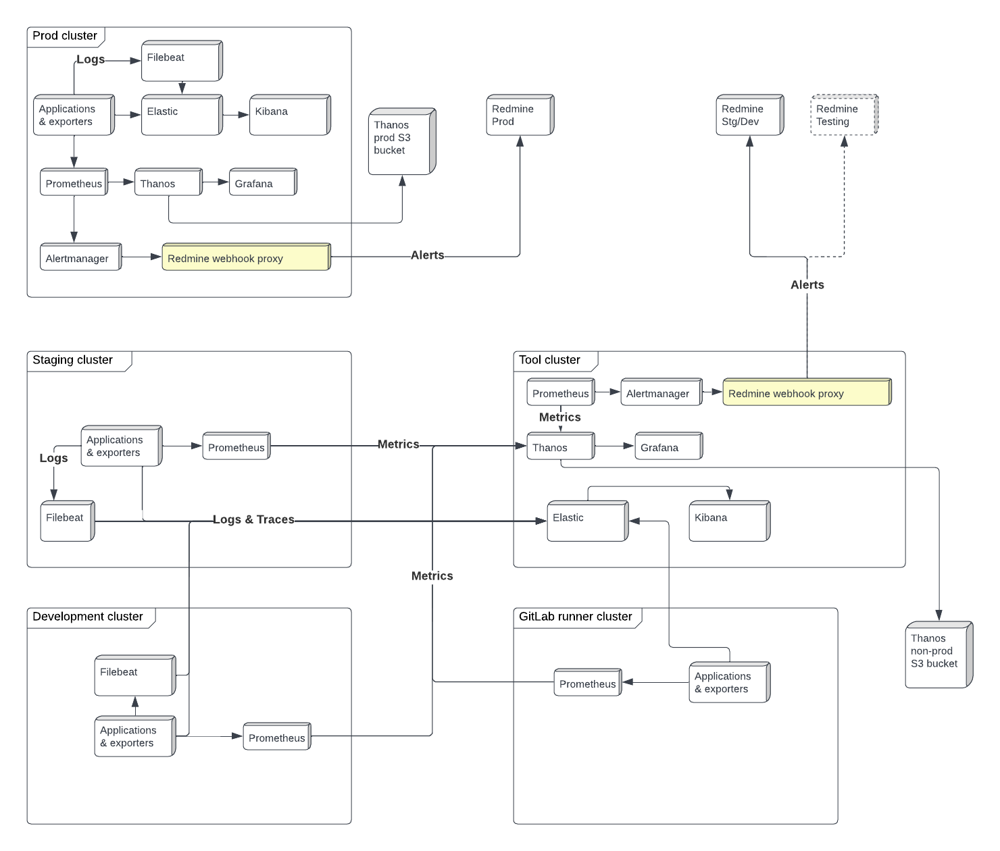 Prod cluster
Logs
Filebeat
Applications
& exporters
Elastic
Kibana
Thanos
prod S3
bucket
Redmine
Prod
Redmine
Stg/Dev
Redmine
Testing
Prometheus
Thanos
Grafana
Alertmanager
Redmine webhook proxy
Alerts
Alerts
Staging cluster
Applications
& exporters
Prometheus
Logs
Filebeat
Metrics
Logs & Traces
Tool cluster
Prometheus
Alertmanager
Redmine webhook proxy
Metrics
Thanos
Grafana
Elastic
Kibana
Metrics
Development cluster
Filebeat
Applications
& exporters
Prometheus
GitLab runner cluster
Prometheus
Applications
& exporters
Thanos
non-prod
S3 bucket